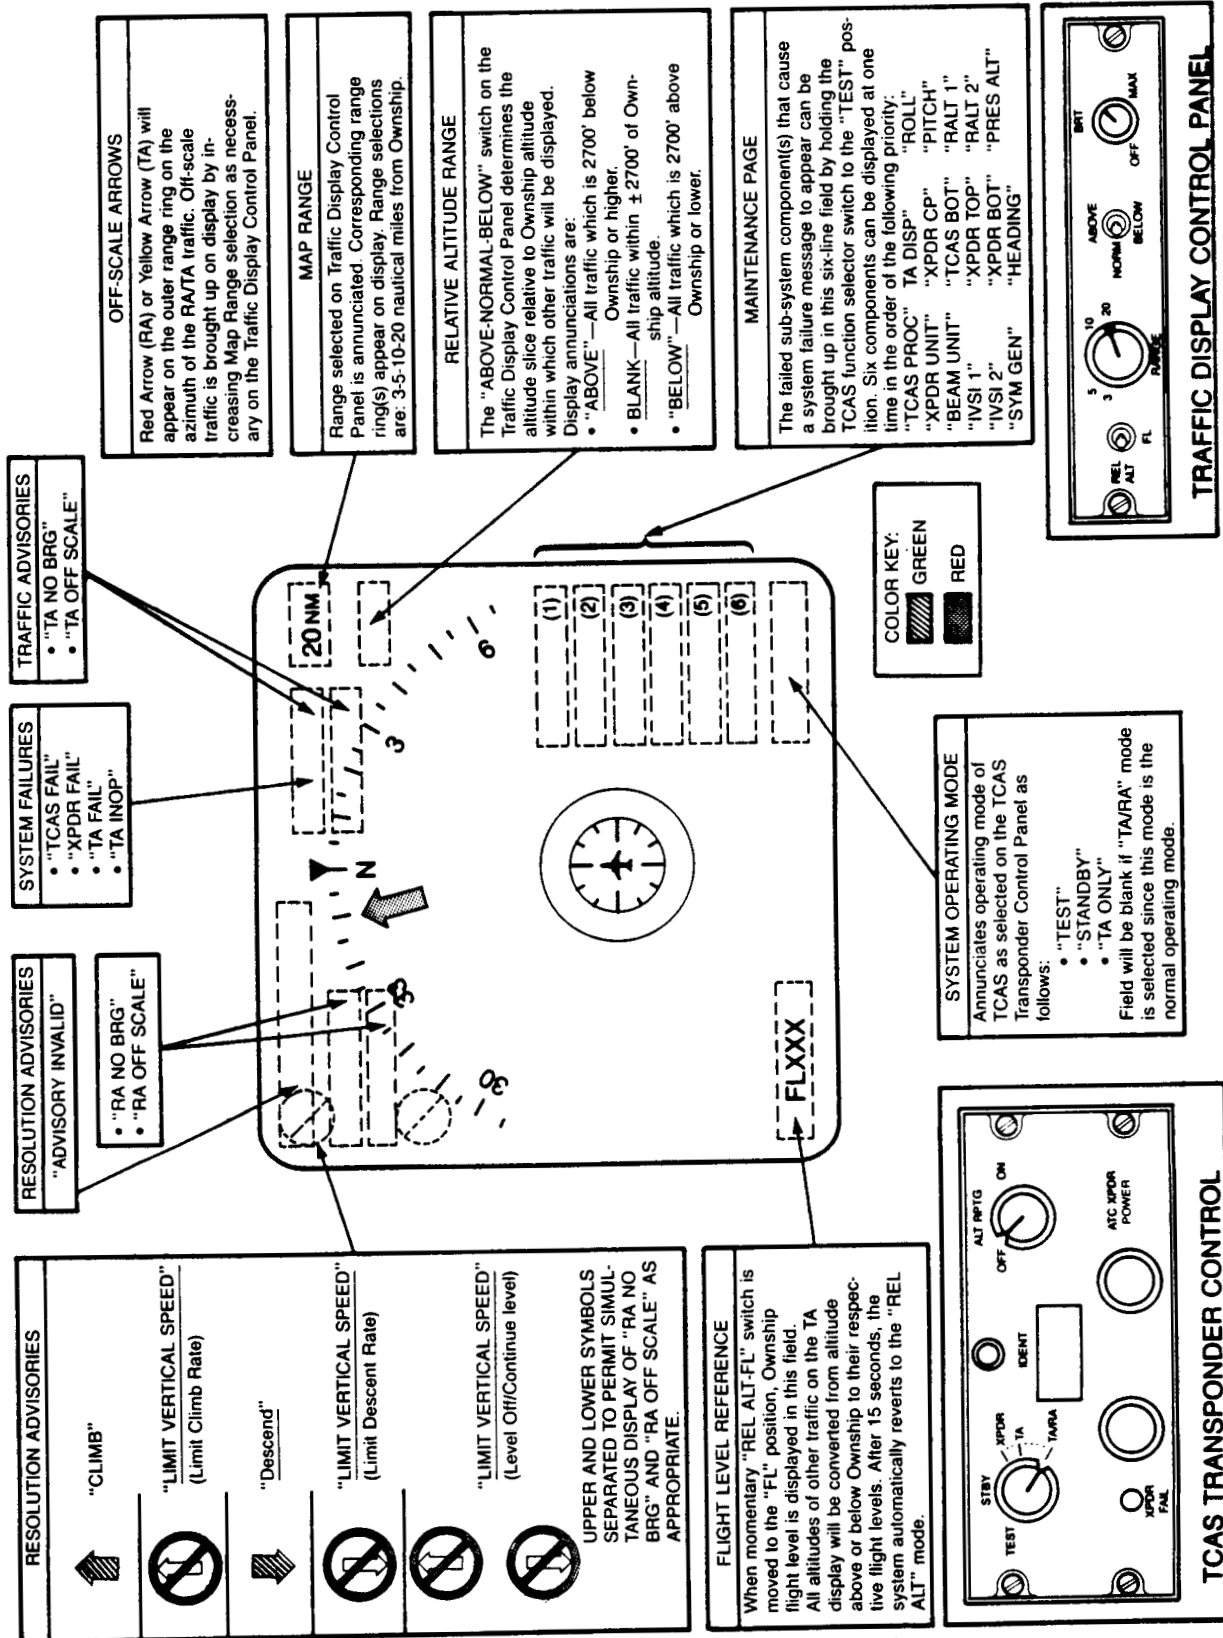 RESOLUTION ADVISORIES
"CLIMB"
"LIMIT VERTICAL SPEED"
(Limit Climb Rate)
"Descend"
"LIMIT VERTICAL SPEED"
(Limit Descent Rate)
"LIMIT VERTICAL SPEED"
(Level Off/Continue level)
UPPER AND LOWER SYMBOLS
SEPARATED TO PERMIT SIMUL-
TANEOUS DISPLAY OF "RA NO
BRG" AND "RA OFF SCALE" AS
APPROPRIATE.
RESOLUTION ADVISORIES
"ADVISORY INVALID"
• "RA NO BRG"
• "RA OFF SCALE"
SYSTEM FAILURES
• "TCAS FAIL"
• "XPDR FAIL"
• "TA FAIL"
• "TA INOP"
TRAFFIC ADVISORIES
• "TA NO BRG"
• "TA OFF SCALE"
OFF-SCALE ARROWS
Red Arrow (RA) or Yellow Arrow (TA) will
appear on the outer range ring on the
azimuth of the RA/TA traffic. Off-scale
traffic is brought up on display by in-
creasing Map Range selection as necess-
ary on the Traffic Display Control Panel.
MAP RANGE
Range selected on Traffic Display Control
Panel is annunciated. Corresponding range
ring(s) appear on display. Range selections
are: 3-5-10-20 nautical miles from Ownship.
RELATIVE ALTITUDE RANGE
The "ABOVE-NORMAL-BELOW" switch on the
Traffic Display Control Panel determines the
altitude slice relative to Ownship altitude
within which other traffic will be displayed.
Display annunciations are:
• "ABOVE"—All traffic which is 2700' below
Ownship or higher.
• BLANK—All traffic within ± 2700' of Own-
ship altitude.
• "BELOW"—All traffic which is 2700' above
Ownship or lower.
MAINTENANCE PAGE
The failed sub-system component(s) that cause
a system failure message to appear can be
brought up in this six-line field by holding the
TCAS function selector switch to the "TEST" pos-
ition. Six components can be displayed at one
time in the order of the following priority:
"TCAS PROC" TA DISP" "ROLL"
"XPDR UNIT" "XPDR CP" "PITCH"
"BEAM UNIT" "TCAS BOT" "RALT 1"
"IVSI 1" "XPDR TOP" "RALT 2"
"IVSI 2" "XPDR BOT" "PRES ALT"
"SYM GEN" "HEADING"
20 NM
30
33
N
3
6
(1)
(2)
(3)
(4)
(5)
(6)
FLXXX
FLIGHT LEVEL REFERENCE
When momentary "REL ALT-FL" switch is
moved to the "FL" position, Ownship
flight level is displayed in this field.
All altitudes of other traffic on the TA
display will be converted from altitude
above or below Ownship to their respec-
tive flight levels. After 15 seconds, the
system automatically reverts to the "REL
ALT" mode.
SYSTEM OPERATING MODE
Annunciates operating mode of
TCAS as selected on the TCAS
Transponder Control Panel as
follows:
• "TEST"
• "STANDBY"
• "TA ONLY"
Field will be blank if "TA/RA" mode
is selected since this mode is the
normal operating mode.
COLOR KEY:
GREEN
RED
TEST
STBY
XPDR
TA
TA/RA
XPDR
FAIL
IDENT
ALT RPTG
OFF
ON
ATC XPDR
POWER
TCAS TRANSPONDER CONTROL
REL
ALT
FL
3
5
10
20
RANGE
NORM
ABOVE
BELOW
BRT
OFF
MAX
TRAFFIC DISPLAY CONTROL PANEL